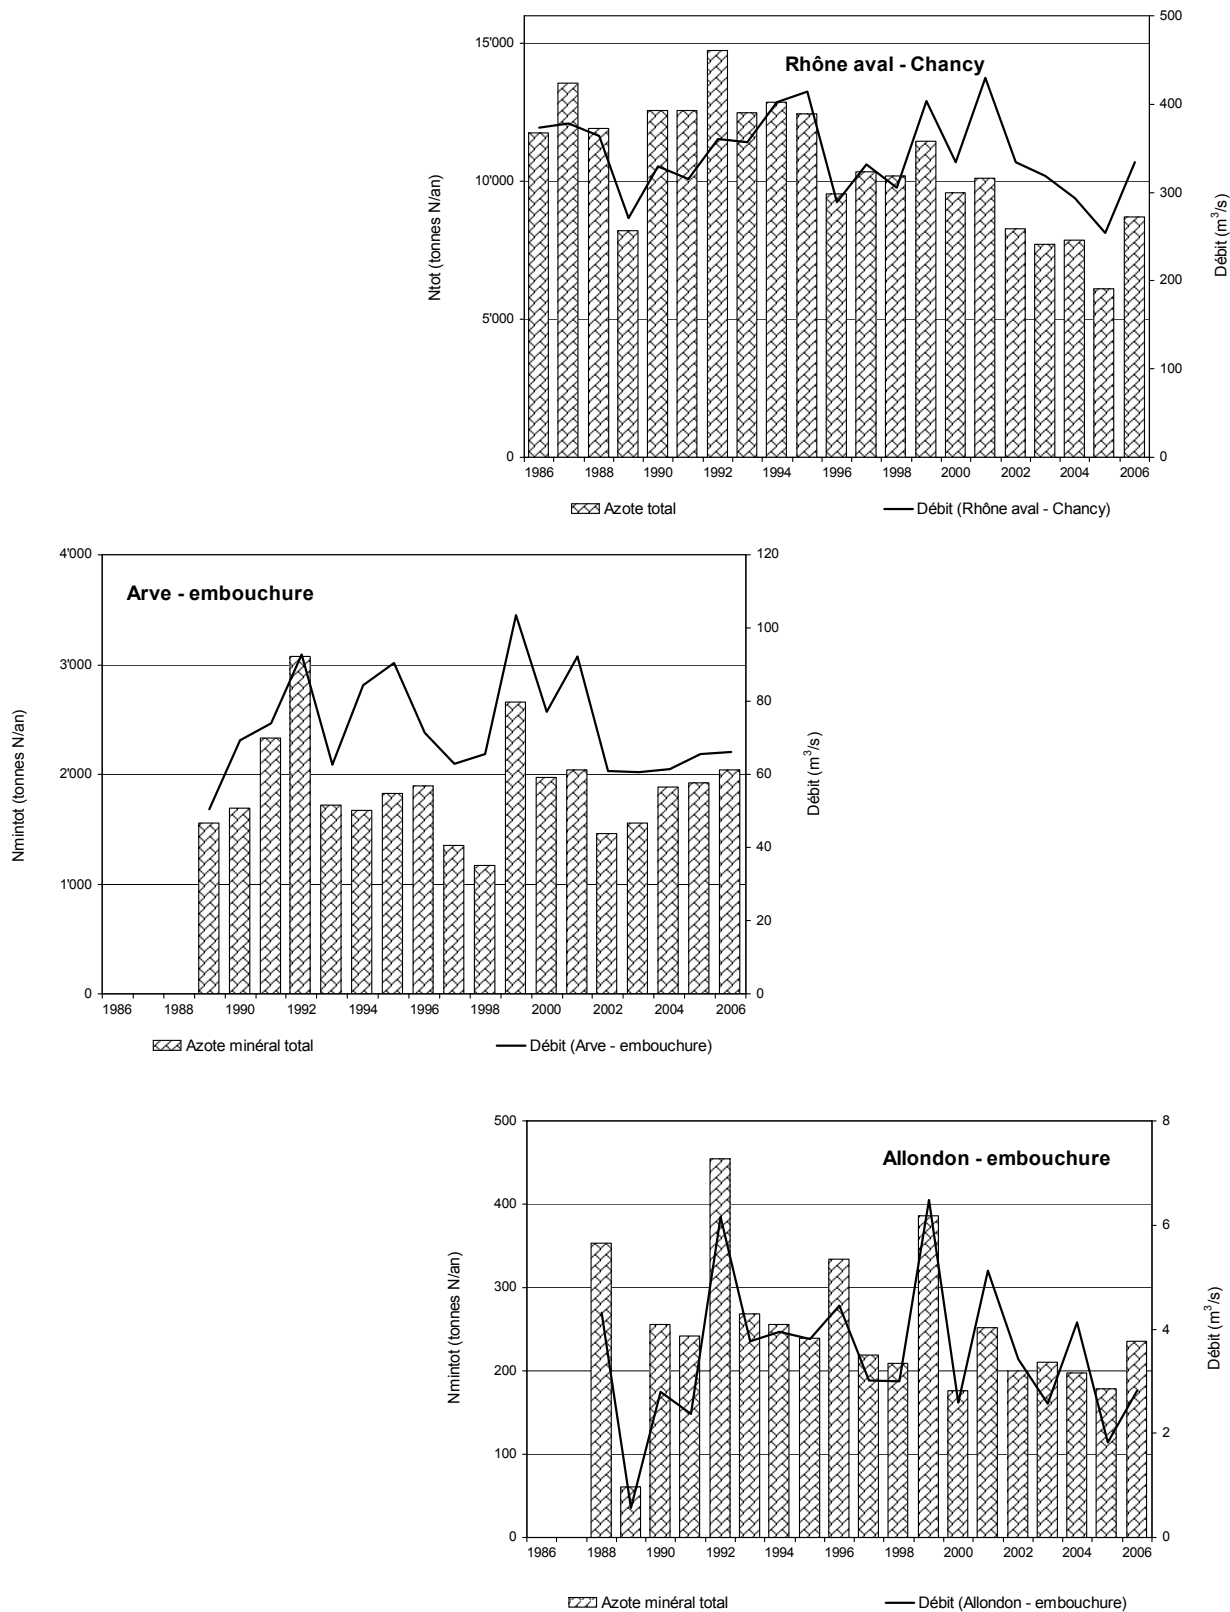 Rhône aval - Chancy
Ntot (tonnes N/an)
15'000
10'000
5'000
0
500
400
300
200
100
0
Débit (m³/s)
1986 1988 1990 1992 1994 1996 1998 2000 2002 2004 2006
Azote total Débit (Rhône aval - Chancy)
Arve - embouchure
Nmintot (tonnes N/an)
4'000
3'000
2'000
1'000
0
120
100
80
60
40
20
0
Débit (m³/s)
1986 1988 1990 1992 1994 1996 1998 2000 2002 2004 2006
Azote minéral total Débit (Arve - embouchure)
Allondon - embouchure
Nmintot (tonnes N/an)
500
400
300
200
100
0
8
6
4
2
0
Débit (m³/s)
1986 1988 1990 1992 1994 1996 1998 2000 2002 2004 2006
Azote minéral total Débit (Allondon - embouchure)